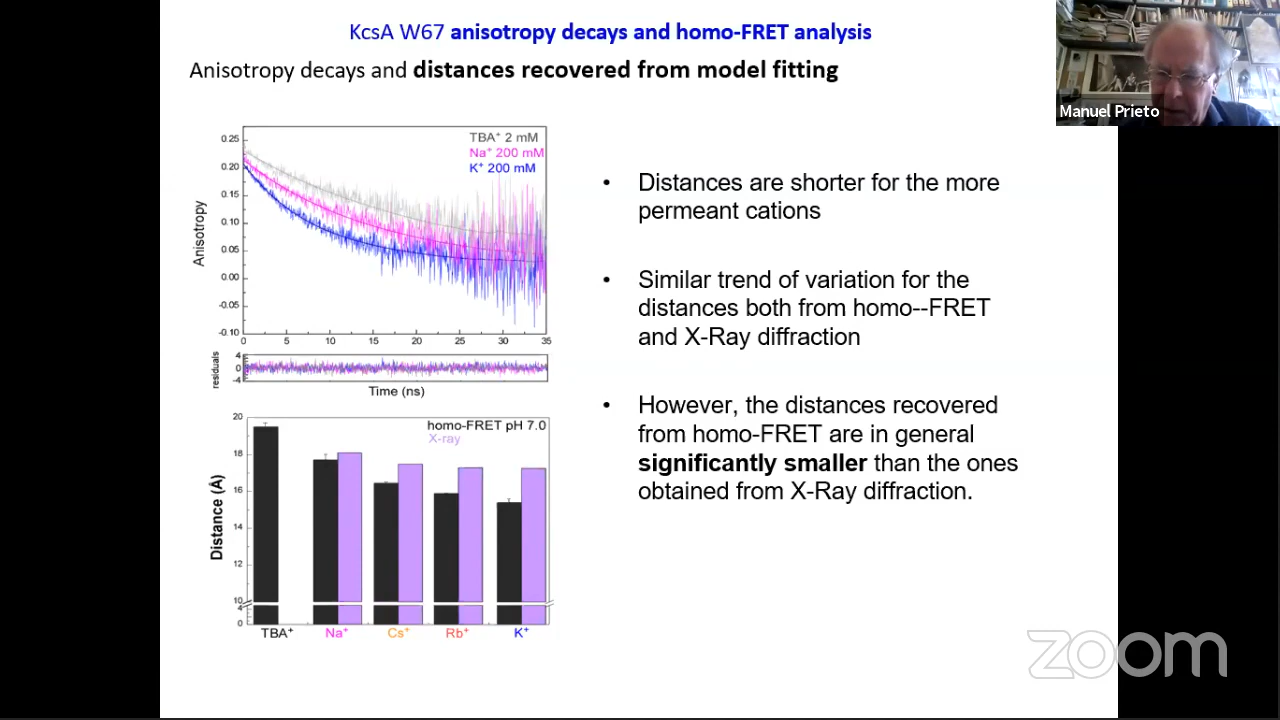 KcsA W67 anisotropy decays and homo-FRET analysis
Anisotropy decays and distances recovered from model fitting
Manuel Prieto
0.25
0.20
0.15
0.10
0.05
0.00
-0.05
-0.10
Anisotropy
TBA⁺ 2 mM
Na⁺ 200 mM
K⁺ 200 mM
0 5 10 15 20 25 30 35
residuals
4
0
-4
Time (ns)
20
18
16
14
12
10
4
0
Distance (Å)
homo-FRET pH 7.0
X-ray
TBA⁺ Na⁺ Cs⁺ Rb⁺ K⁺
• Distances are shorter for the more
permeant cations
• Similar trend of variation for the
distances both from homo--FRET
and X-Ray diffraction
• However, the distances recovered
from homo-FRET are in general
significantly smaller than the ones
obtained from X-Ray diffraction.
zoom